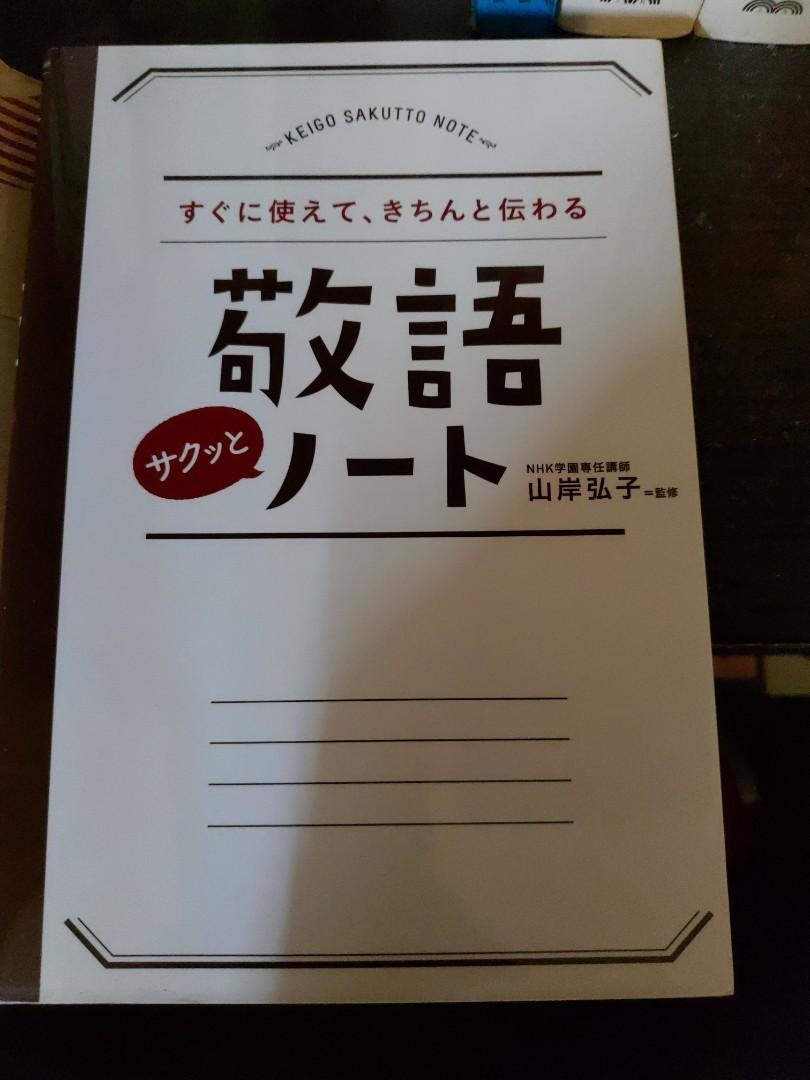 KEIGO SAKUTTO NOTE
すぐに使えて、きちんと伝わる
敬語
サクッと
ノート
NHK学園専任講師
山岸弘子=監修